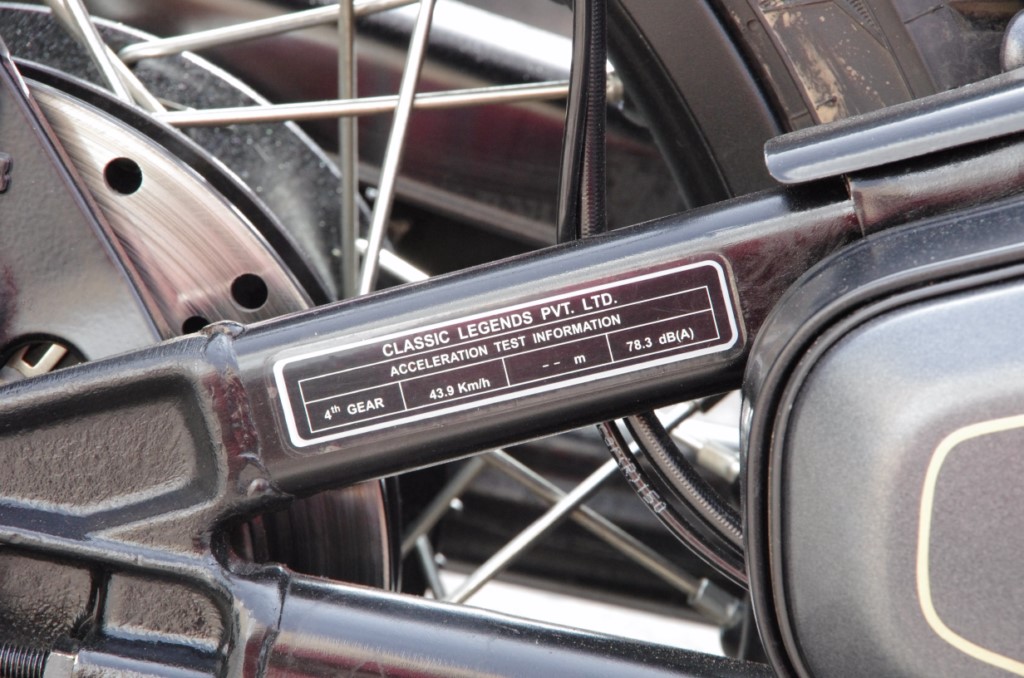 CLASSIC LEGENDS PVT. LTD.
ACCELERATION TEST INFORMATION
4th GEAR 43.9 Km/h -- m 78.3 dB(A)